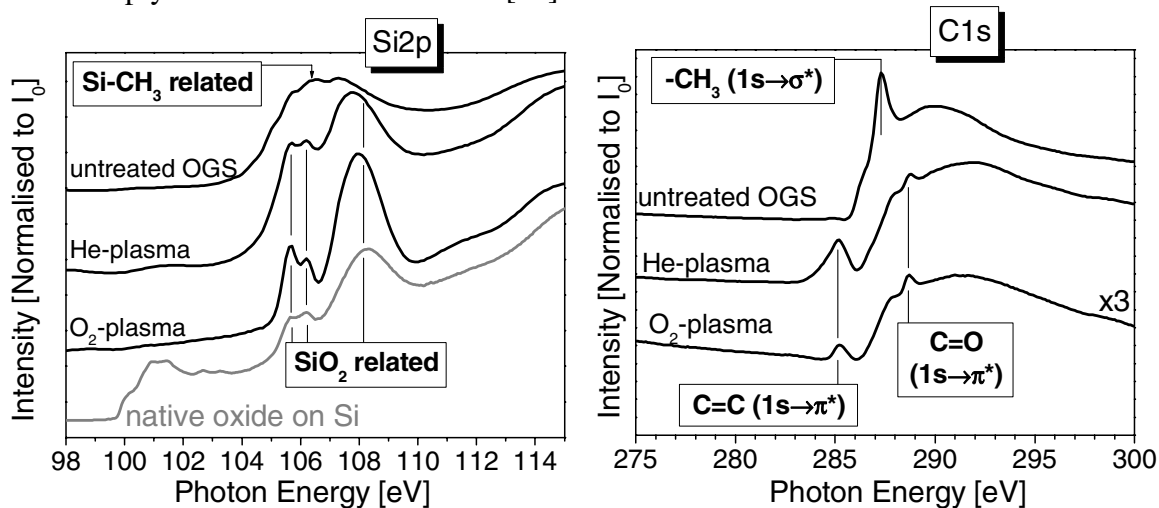 Si2p
Si-CH₃ related
untreated OGS
He-plasma
O₂-plasma
SiO₂ related
native oxide on Si
Intensity [Normalised to I₀]
98 100 102 104 106 108 110 112 114
Photon Energy [eV]
C1s
-CH₃ (1s→σ*)
untreated OGS
He-plasma
O₂-plasma
x3
C=O
(1s→π*)
C=C (1s→π*)
Intensity [Normalised to I₀]
275 280 285 290 295 300
Photon Energy [eV]